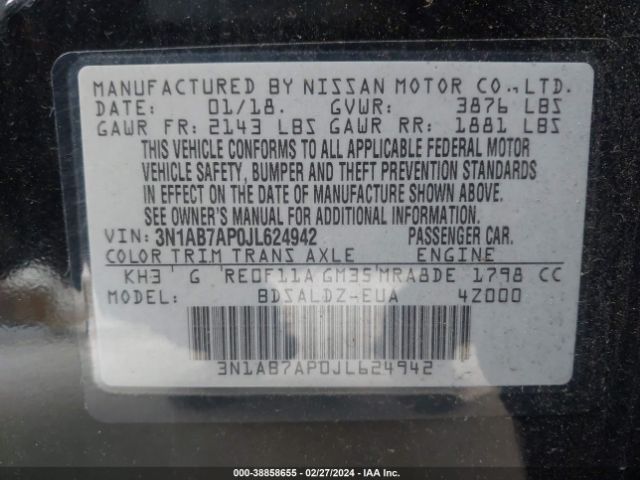 MANUFACTURED BY NISSAN MOTOR CO., LTD.
DATE: 01/18. GVWR: 3876 LBS
GAWR FR: 2143 LBS GAWR RR: 1881 LBS
THIS VEHICLE CONFORMS TO ALL APPLICABLE FEDERAL MOTOR
VEHICLE SAFETY, BUMPER AND THEFT PREVENTION STANDARDS
IN EFFECT ON THE DATE OF MANUFACTURE SHOWN ABOVE.
SEE OWNER'S MANUAL FOR ADDITIONAL INFORMATION.
VIN: 3N1AB7AP0JL624942 PASSENGER CAR.
COLOR TRIM TRANS AXLE ENGINE
KH3 G RE0F11A GM35 MRA8DE 1798 CC
MODEL: BDSALDZ-EUA 4Z000
3N1AB7AP0JL624942
000-38858655 - 02/27/2024 - IAA Inc.